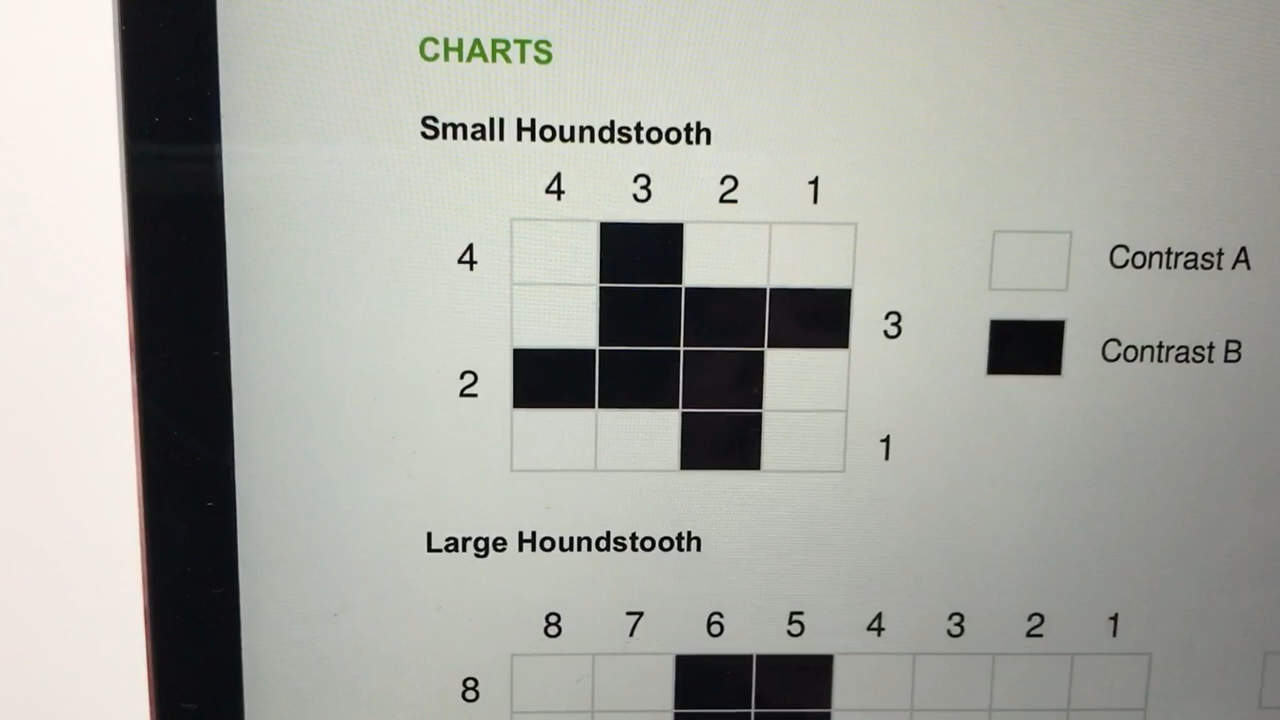 CHARTS
Small Houndstooth
4 3 2 1
4
Contrast A
3
Contrast B
2
1
Large Houndstooth
8 7 6 5 4 3 2 1
8